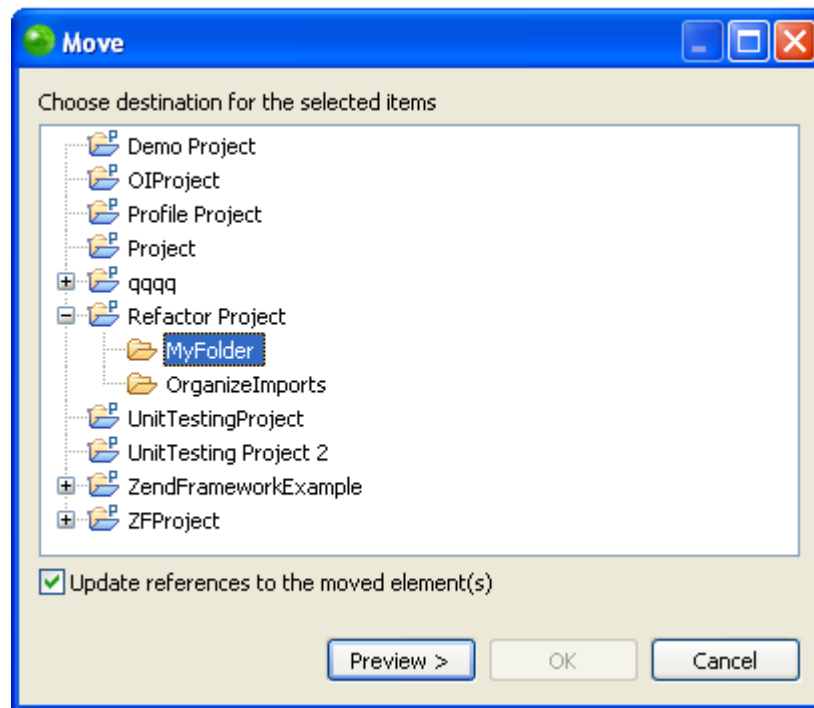 Move
Choose destination for the selected items
Demo Project
OIProject
Profile Project
Project
qqqq
Refactor Project
MyFolder
OrganizeImports
UnitTestingProject
UnitTesting Project 2
ZendFrameworkExample
ZFProject
Update references to the moved element(s)
Preview > OK Cancel